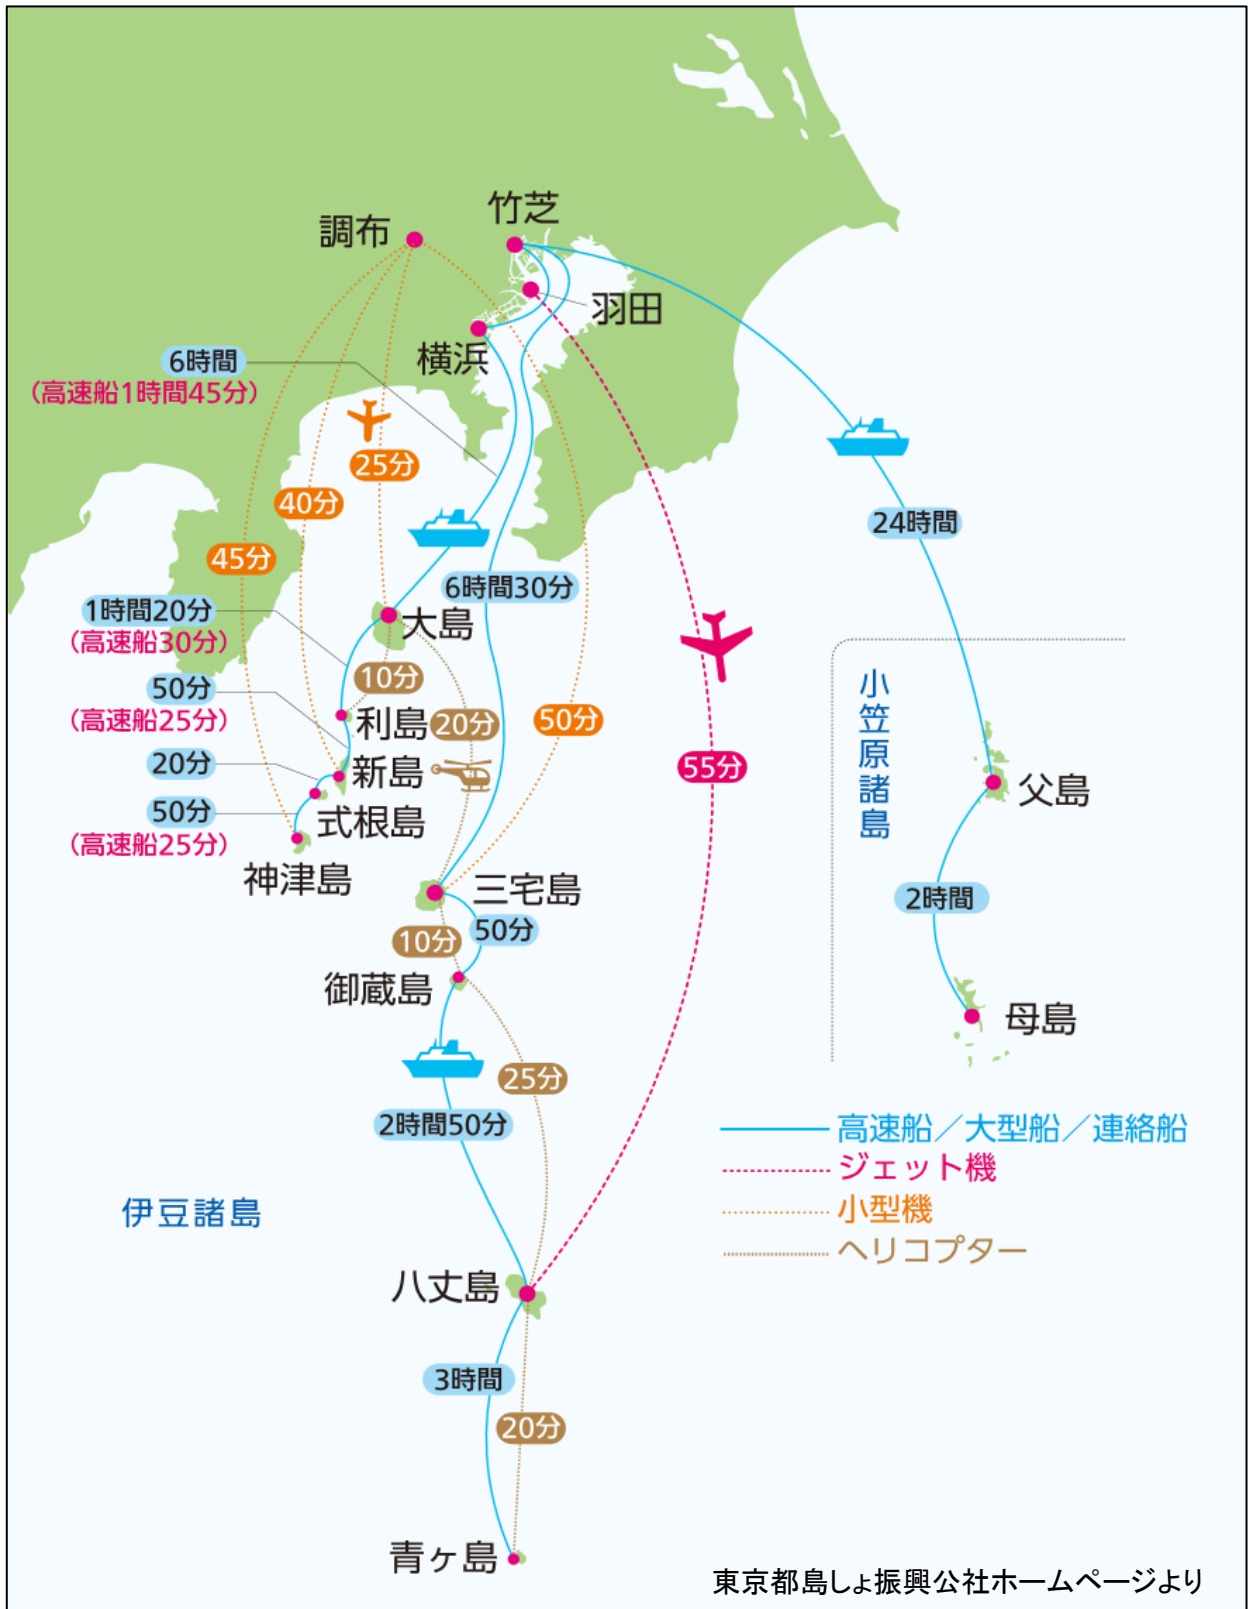 竹芝
調布
羽田
横浜
6時間
(高速船1時間45分)
25分
40分
24時間
45分
6時間30分
1時間20分
(高速船30分)
大島
10分
50分
(高速船25分)
利島
20分
50分
小笠原諸島
20分
新島
55分
父島
50分
(高速船25分)
式根島
神津島
三宅島
2時間
10分
50分
御蔵島
母島
25分
2時間50分
高速船／大型船／連絡船
ジェット機
小型機
ヘリコプター
伊豆諸島
八丈島
3時間
20分
青ヶ島
東京都島しょ振興公社ホームページより